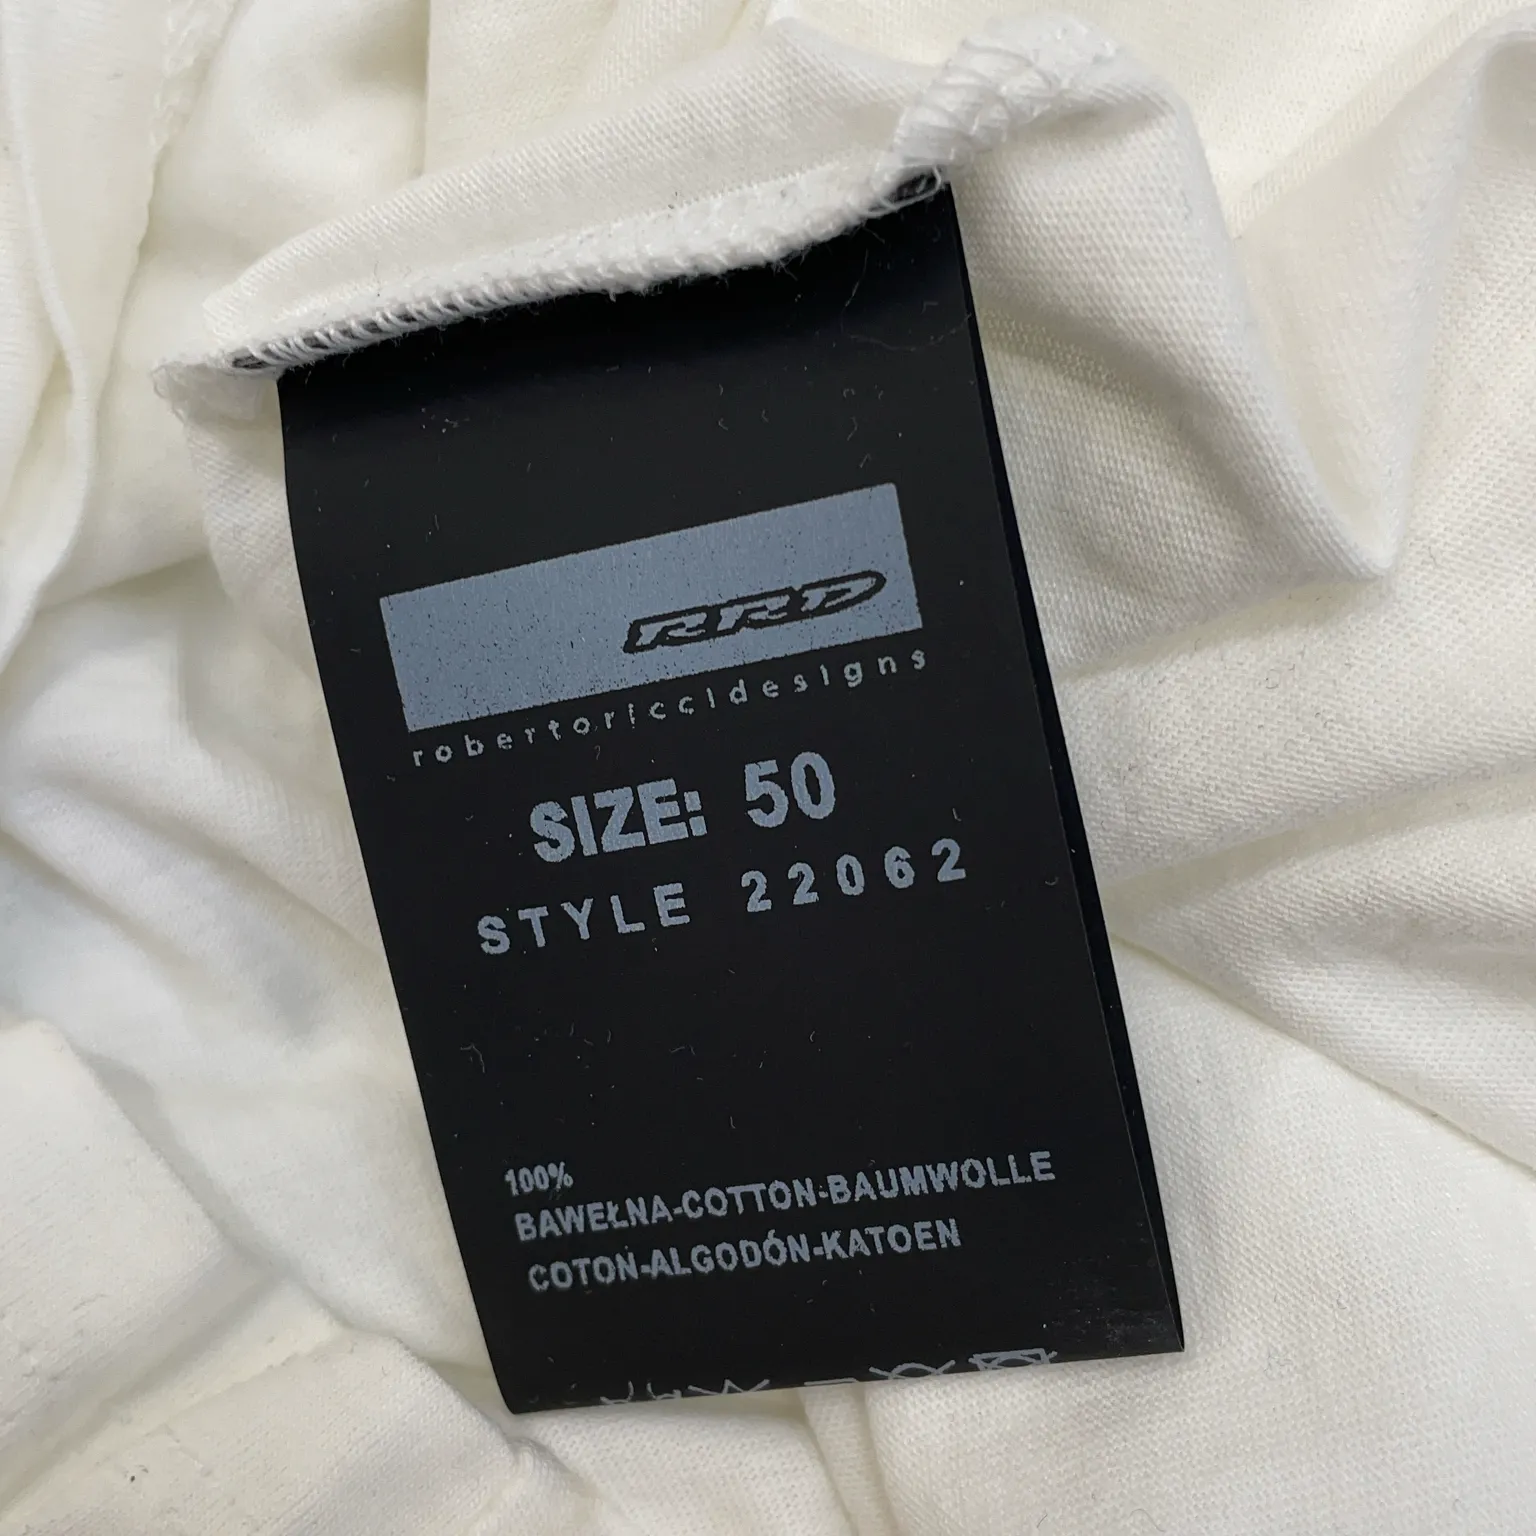 RRD
robertoriccidesigns
SIZE: 50
STYLE 22062
100%
BAWEŁNA-COTTON-BAUMWOLLE
COTON-ALGODÓN-KATOEN